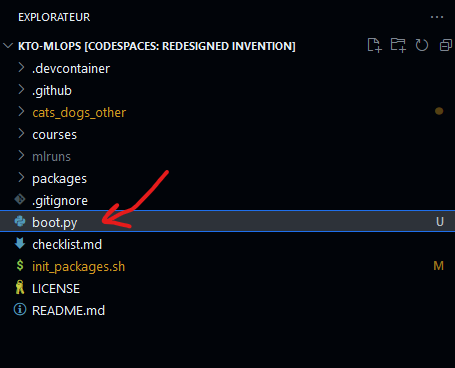 EXPLORATEUR
KTO-MLOPS [CODESPACES: REDESIGNED INVENTION]
.devcontainer
.github
cats_dogs_other
courses
mlruns
packages
.gitignore
boot.py U
checklist.md
init_packages.sh M
LICENSE
README.md